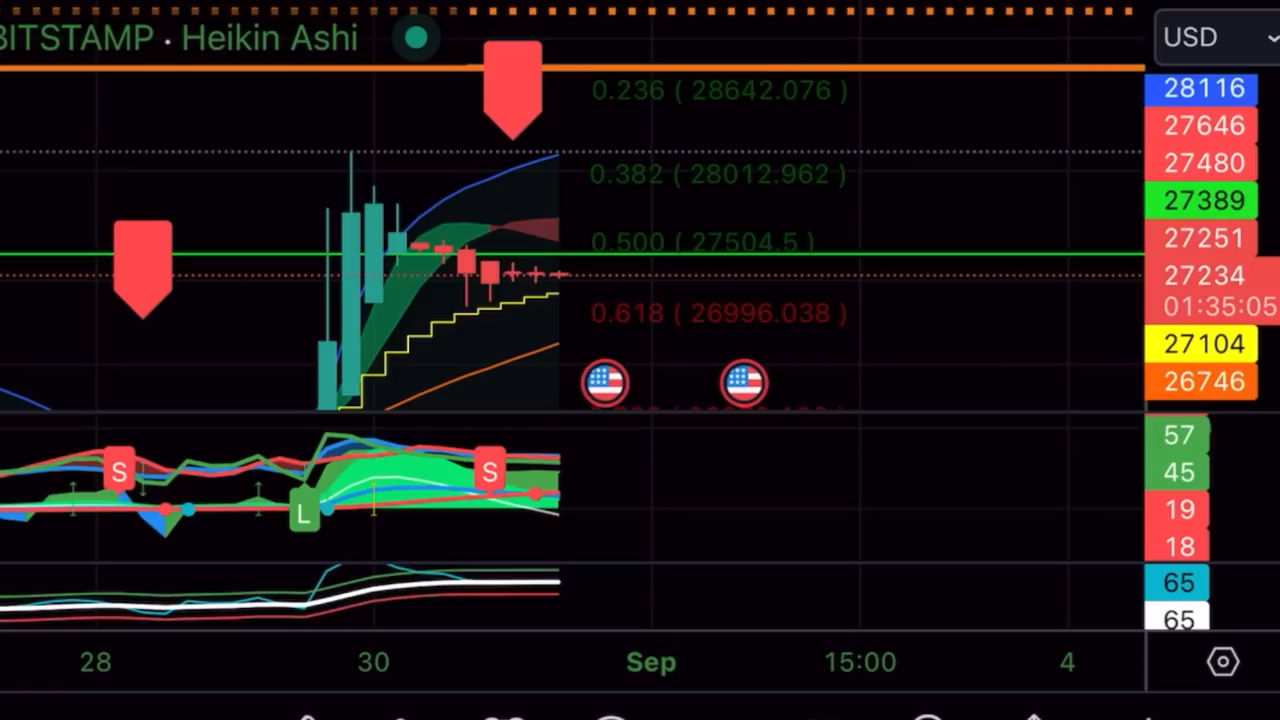 BITSTAMP · Heikin Ashi
USD
0.236 ( 28642.076 )
28116
27646
0.382 ( 28012.962 )
27480
27389
0.500 ( 27504.5 )
27251
27234
01:35:05
0.618 ( 26996.038 )
27104
26746
57
S
S
45
L
19
18
65
65
28
30
Sep
15:00
4